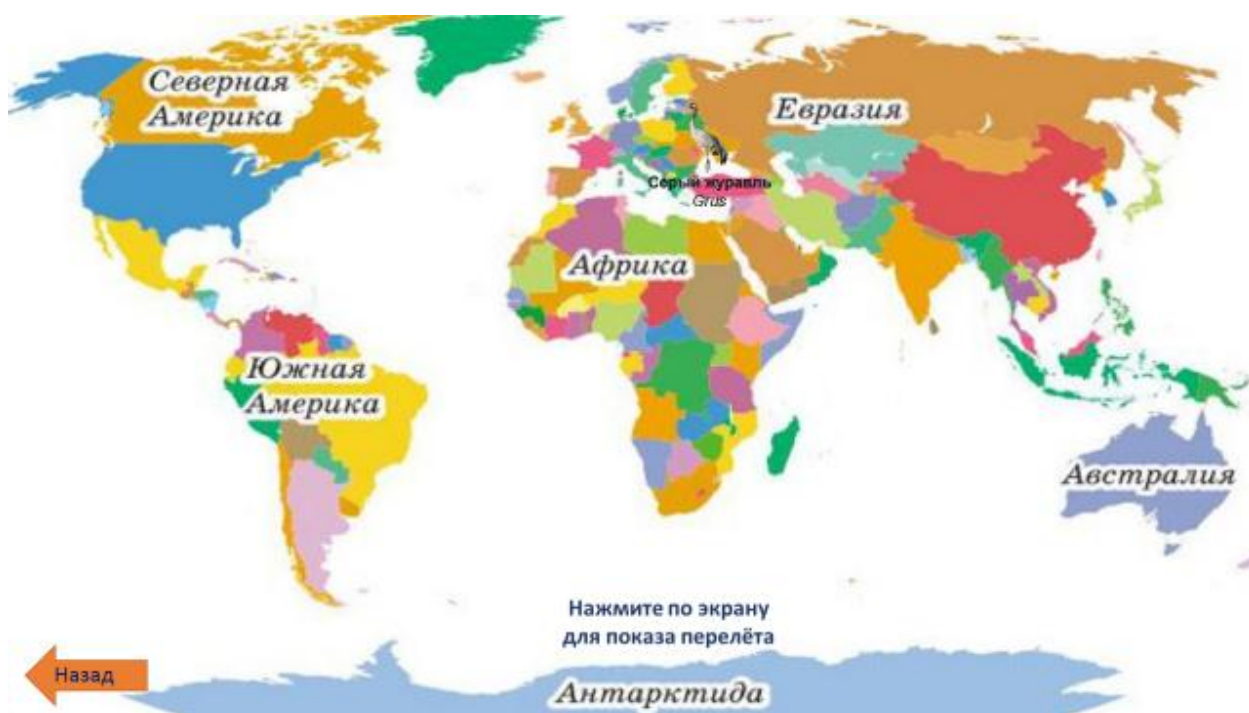 Северная
Америка
Евразия
Серый журавль
Grus
Африка
Южная
Америка
Австралия
Нажмите по экрану
для показа перелёта
Назад
Антарктида